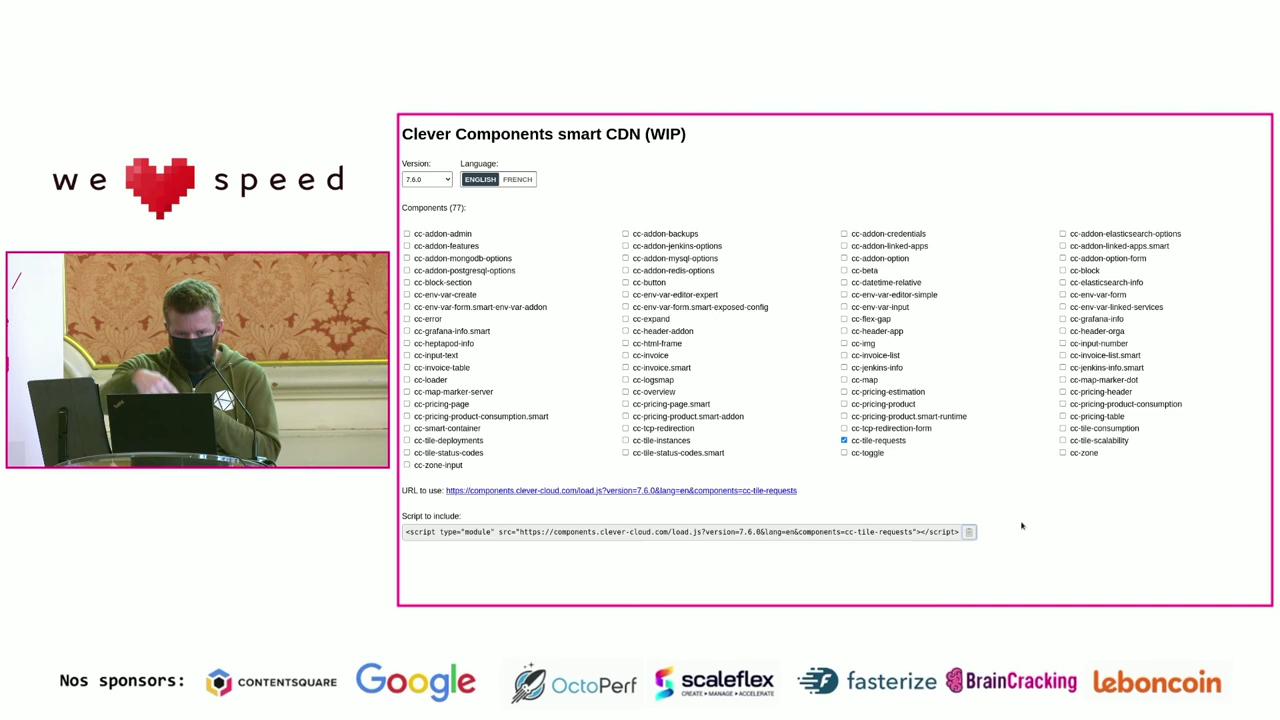 we speed
Clever Components smart CDN (WIP)
Version: Language:
7.6.0 ENGLISH FRENCH
Components (77):
cc-addon-admin cc-addon-backups cc-addon-credentials cc-addon-elasticsearch-options
cc-addon-features cc-addon-jenkins-options cc-addon-linked-apps cc-addon-linked-apps.smart
cc-addon-mongodb-options cc-addon-mysql-options cc-addon-option cc-addon-option-form
cc-addon-postgresql-options cc-addon-redis-options cc-beta cc-block
cc-block-section cc-button cc-datetime-relative cc-elasticsearch-info
cc-env-var-create cc-env-var-editor-expert cc-env-var-editor-simple cc-env-var-form
cc-env-var-form.smart-env-var-addon cc-env-var-form.smart-exposed-config cc-env-var-input cc-env-var-linked-services
cc-error cc-expand cc-flex-gap cc-grafana-info
cc-grafana-info.smart cc-header-addon cc-header-app cc-header-orga
cc-heptapod-info cc-html-frame cc-img cc-input-number
cc-input-text cc-invoice cc-invoice-list cc-invoice-list.smart
cc-invoice-table cc-invoice.smart cc-jenkins-info cc-jenkins-info.smart
cc-loader cc-logsmap cc-map cc-map-marker-dot
cc-map-marker-server cc-overview cc-pricing-estimation cc-pricing-header
cc-pricing-page cc-pricing-page.smart cc-pricing-product cc-pricing-product-consumption
cc-pricing-product-consumption.smart cc-pricing-product.smart-addon cc-pricing-product.smart-runtime cc-pricing-table
cc-smart-container cc-tcp-redirection cc-tcp-redirection-form cc-tile-consumption
cc-tile-deployments cc-tile-instances cc-tile-requests cc-tile-scalability
cc-tile-status-codes cc-tile-status-codes.smart cc-toggle cc-zone
cc-zone-input
URL to use: https://components.clever-cloud.com/load.js?version=7.6.0&lang=en&components=cc-tile-requests
Script to include:
<script type="module" src="https://components.clever-cloud.com/load.js?version=7.6.0&lang=en&components=cc-tile-requests"></script>
Nos sponsors: CONTENTSQUARE Google OctoPerf scaleflex fasterize BrainCracking leboncoin
CREATE • MANAGE • ACCELERATE